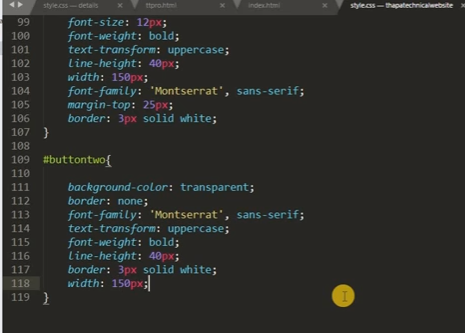 style.css — details ttpro.html index.html style.css — thapatechnicalwebsite
99 font-size: 12px;
100 font-weight: bold;
101 text-transform: uppercase;
102 line-height: 40px;
103 width: 150px;
104 font-family: 'Montserrat', sans-serif;
105 margin-top: 25px;
106 border: 3px solid white;
107 }
108
109 #buttontwo{
110
111 background-color: transparent;
112 border: none;
113 font-family: 'Montserrat', sans-serif;
114 text-transform: uppercase;
115 font-weight: bold;
116 line-height: 40px;
117 border: 3px solid white;
118 width: 150px;
119 }